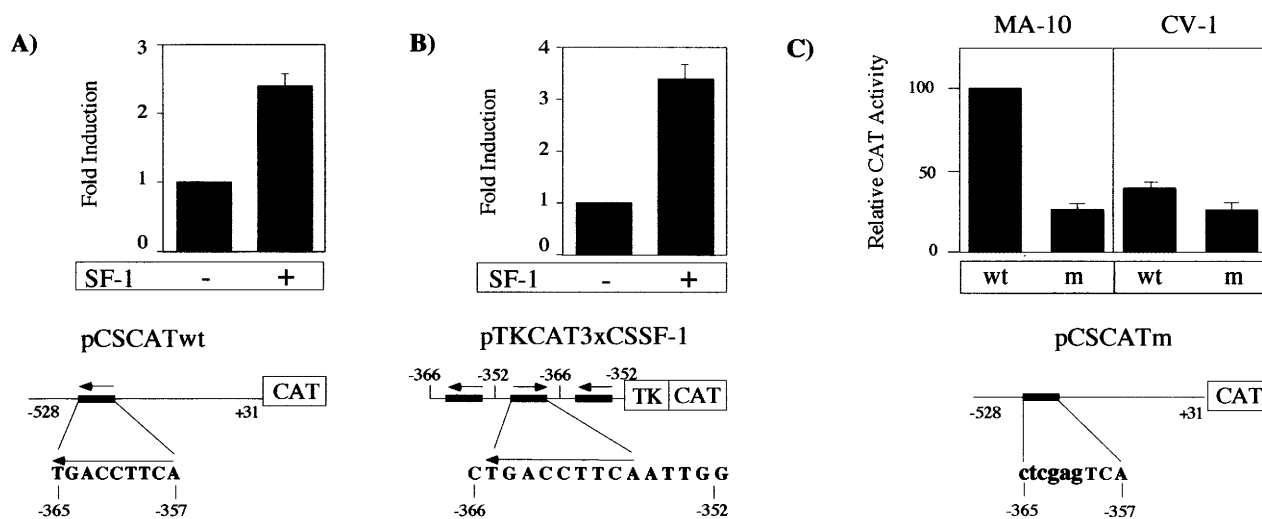 A)
Fold Induction
3
2
1
0
SF-1 - +
pCSCATwt
CAT
-528
+31
TGACCTTCA
-365
-357
B)
Fold Induction
4
3
2
1
0
SF-1 - +
pTKCAT3xCSSF-1
-366 -352 -366 -352
TK CAT
CTGACCTTCAATTGG
-366
-352
C)
MA-10 CV-1
Relative CAT Activity
100
50
0
wt m wt m
pCSCATm
CAT
-528
+31
ctcgagTCA
-365
-357